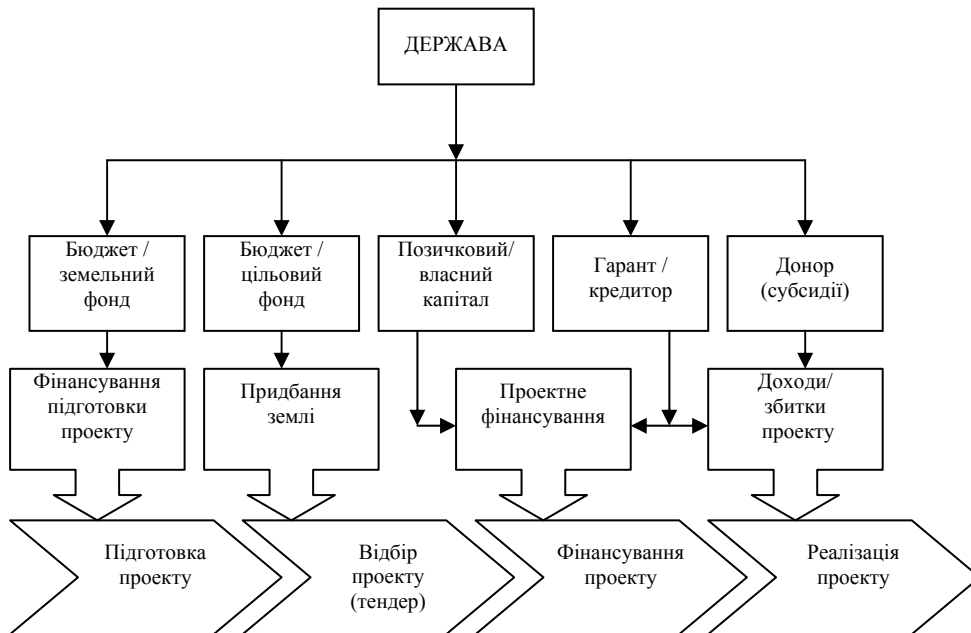 ДЕРЖАВА
Бюджет /
земельний
фонд
Бюджет /
цільовий
фонд
Позичковий/
власний
капітал
Гарант /
кредитор
Донор
(субсидії)
Фінансування
підготовки
проекту
Придбання
землі
Проектне
фінансування
Доходи/
збитки
проекту
Підготовка
проекту
Відбір
проекту
(тендер)
Фінансування
проекту
Реалізація
проекту